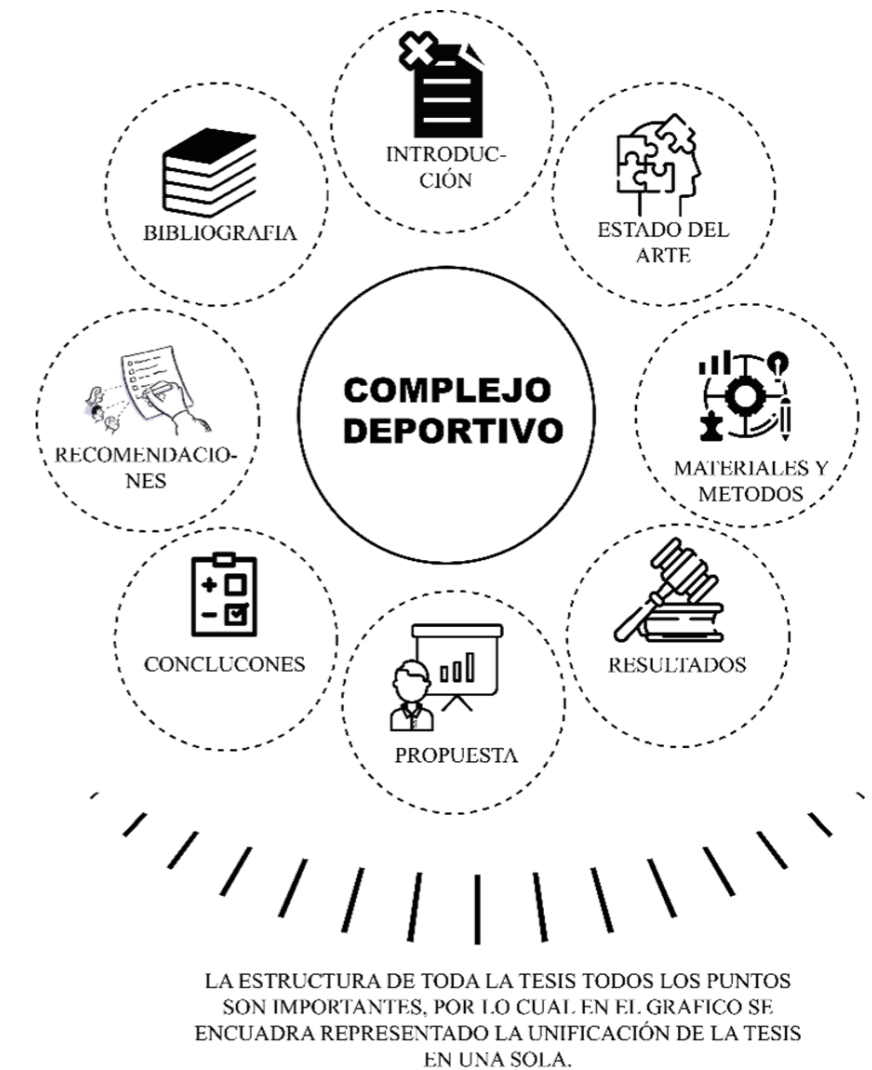 INTRODUC-
CIÓN
ESTADO DEL
ARTE
MATERIALES Y
METODOS
RESULTADOS
PROPUESTA
CONCLUCONES
RECOMENDACIO-
NES
BIBLIOGRAFIA
COMPLEJO
DEPORTIVO
LA ESTRUCTURA DE TODA LA TESIS TODOS LOS PUNTOS
SON IMPORTANTES, POR LO CUAL EN EL GRAFICO SE
ENCUADRA REPRESENTADO LA UNIFICACIÓN DE LA TESIS
EN UNA SOLA.